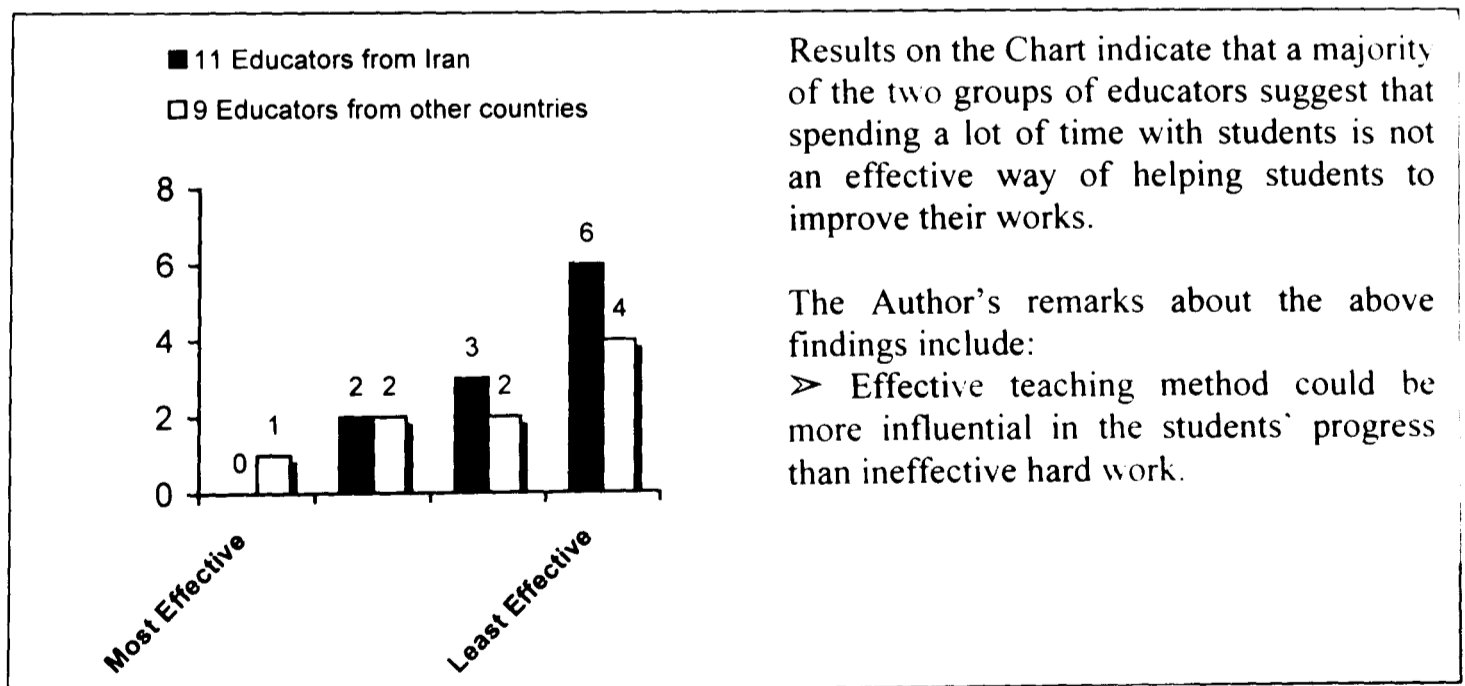 ■ 11 Educators from Iran
□ 9 Educators from other countries
8
6
4
2
0
0
1
2
2
3
2
6
4
Most Effective
Least Effective
Results on the Chart indicate that a majority
of the two groups of educators suggest that
spending a lot of time with students is not
an effective way of helping students to
improve their works.
The Author's remarks about the above
findings include:
➢ Effective teaching method could be
more influential in the students' progress
than ineffective hard work.